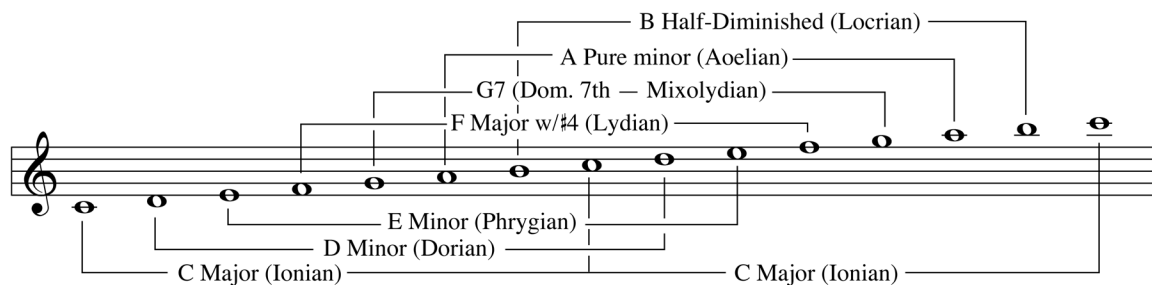 B Half-Diminished (Locrian)
A Pure minor (Aoelian)
G7 (Dom. 7th — Mixolydian)
F Major w/♯4 (Lydian)
E Minor (Phrygian)
D Minor (Dorian)
C Major (Ionian) C Major (Ionian)